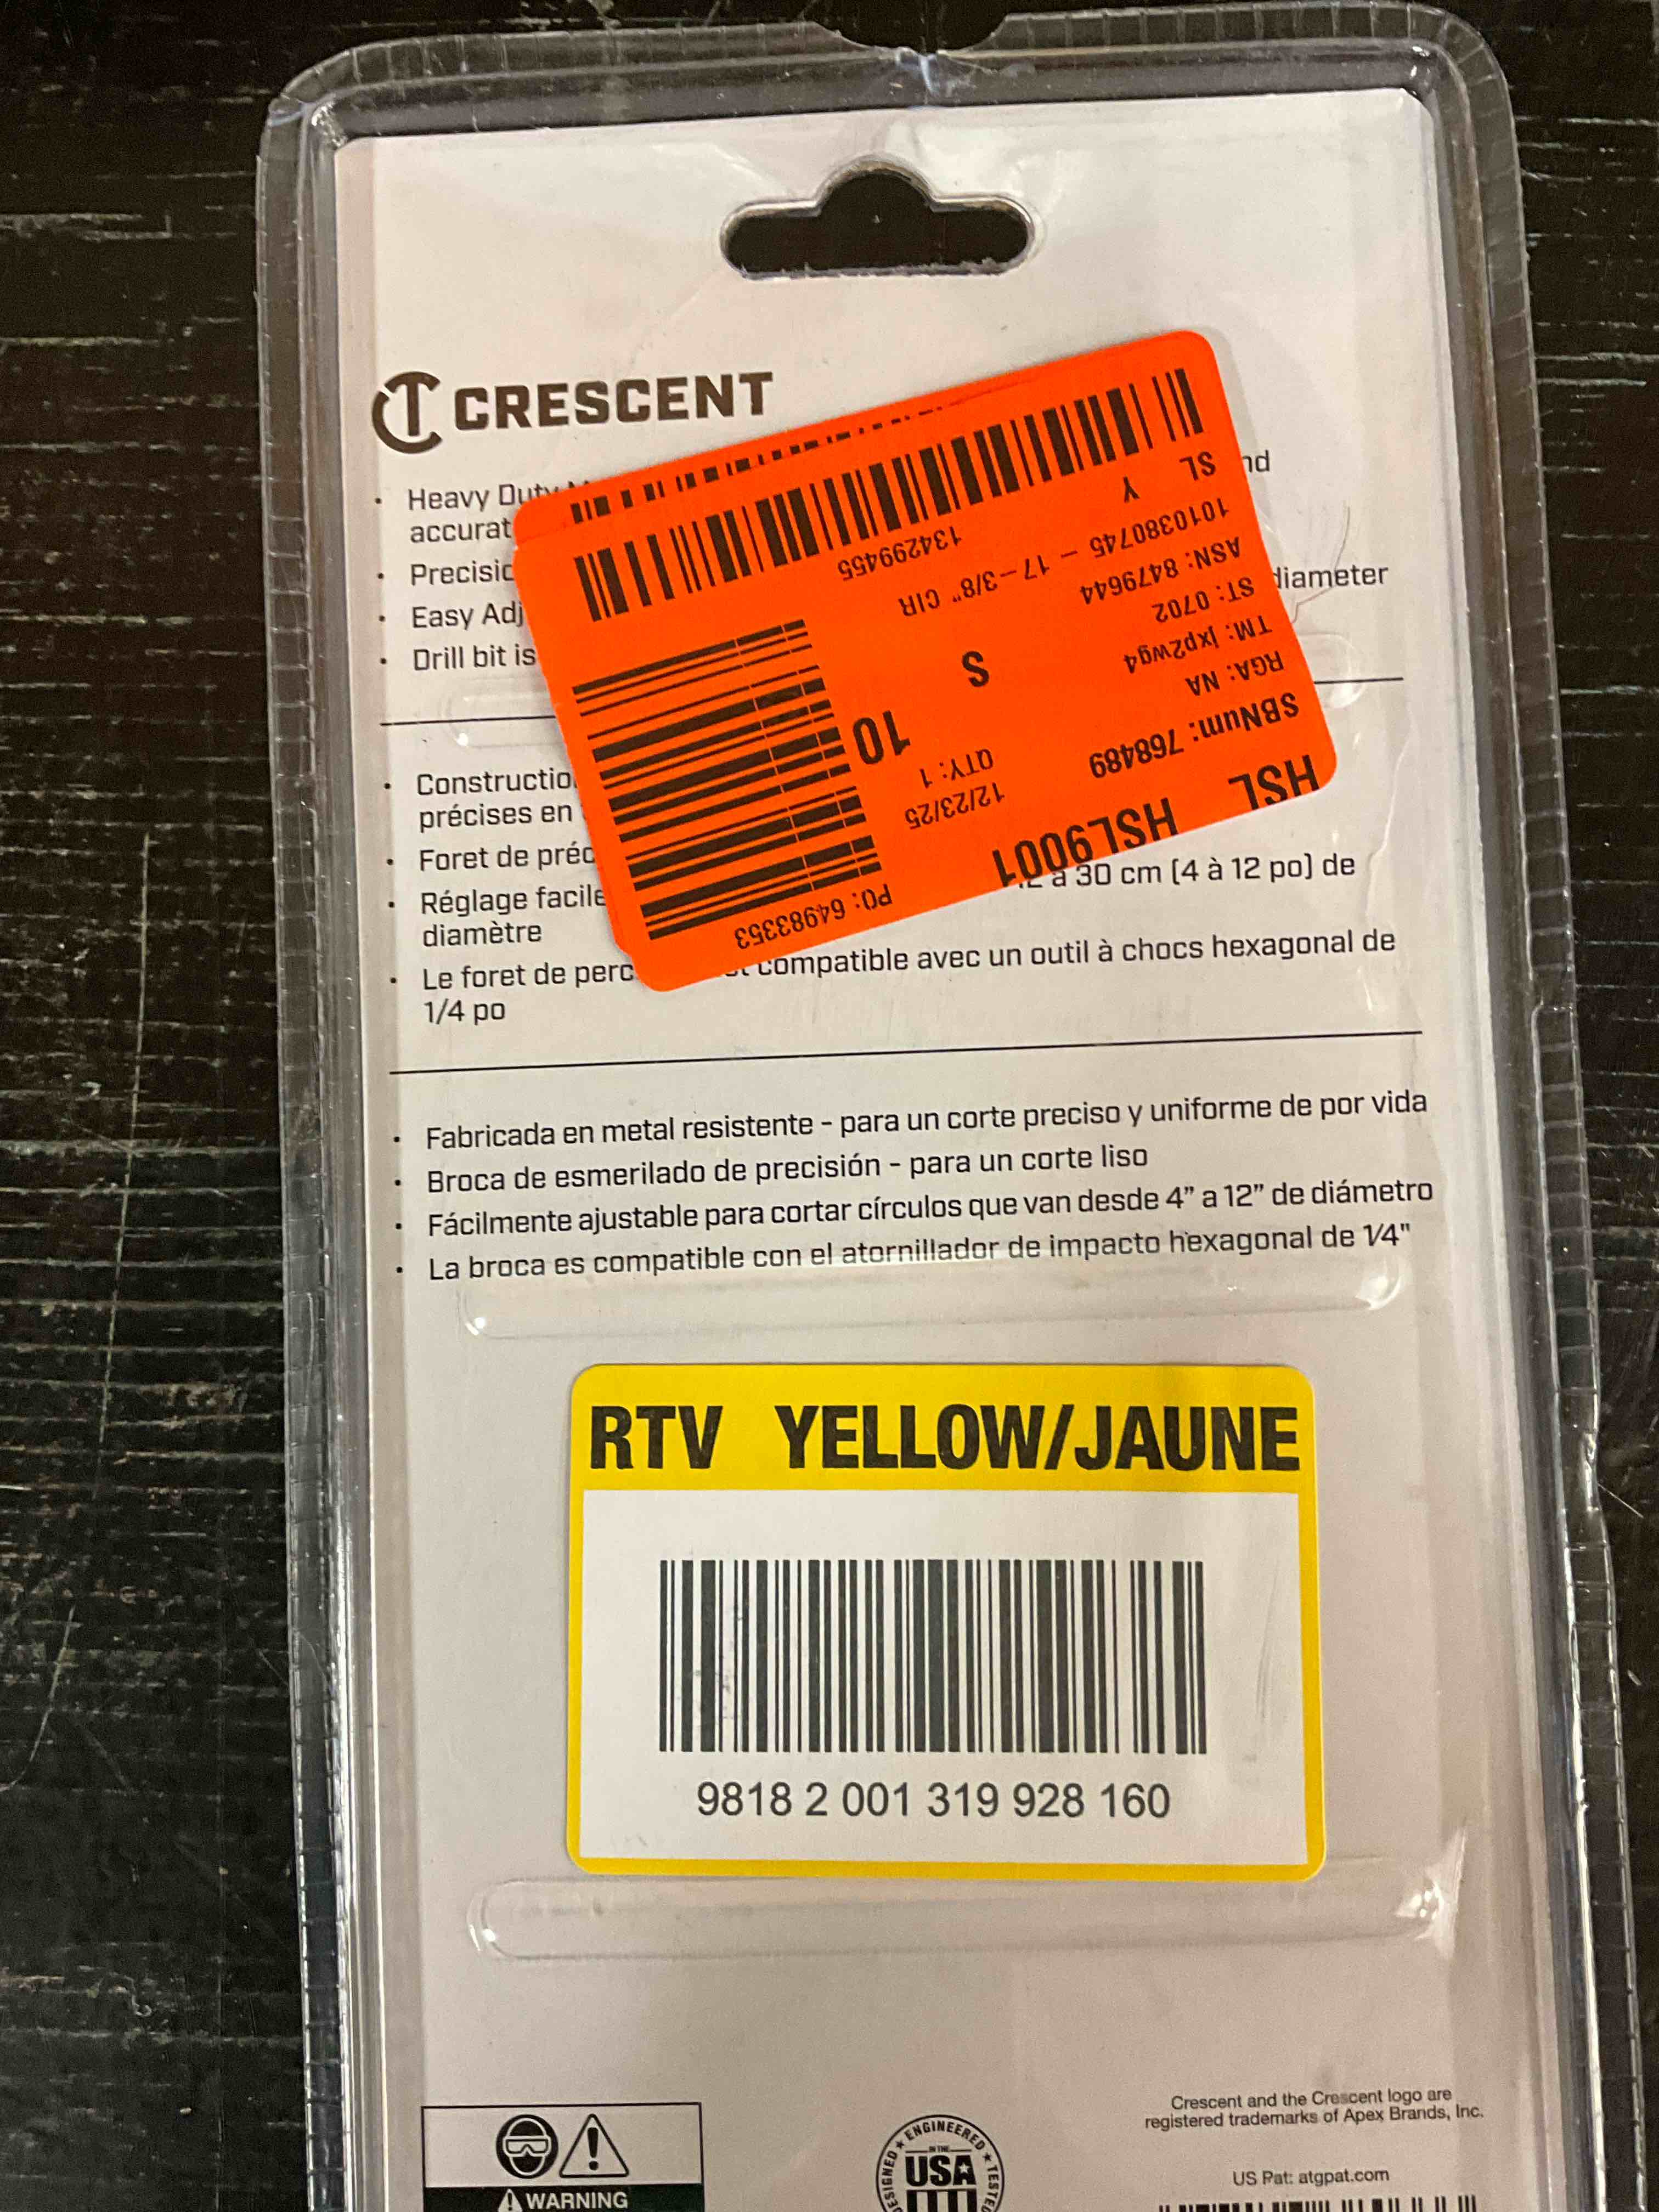 CRESCENT
• Heavy Duty
accurat
nd
• Precisic
• Easy Adj
diameter
• Drill bit is
134299455
SL Y
1010380745 - 17-3/8" CIR
ASN: 8479644
ST: 0702
TM: jxp2wg4
S
RGA: NA
SBNum: 768489
QTY: 1
10
12/23/25
HSL HSL9001
PO: 64983353
• Constructio
précises en
• Foret de préc
• Réglage facile
à 30 cm (4 à 12 po) de
diamètre
• Le foret de perc
compatible avec un outil à chocs hexagonal de
1/4 po
• Fabricada en metal resistente - para un corte preciso y uniforme de por vida
• Broca de esmerilado de precisión - para un corte liso
• Fácilmente ajustable para cortar círculos que van desde 4” a 12” de diámetro
• La broca es compatible con el atornillador de impacto hexagonal de 1/4"
RTV YELLOW/JAUNE
9818 2 001 319 928 160
WARNING
DESIGNED ★ ENGINEERED ★ TESTED
IN THE
USA
Crescent and the Crescent logo are
registered trademarks of Apex Brands, Inc.
US Pat: atgpat.com